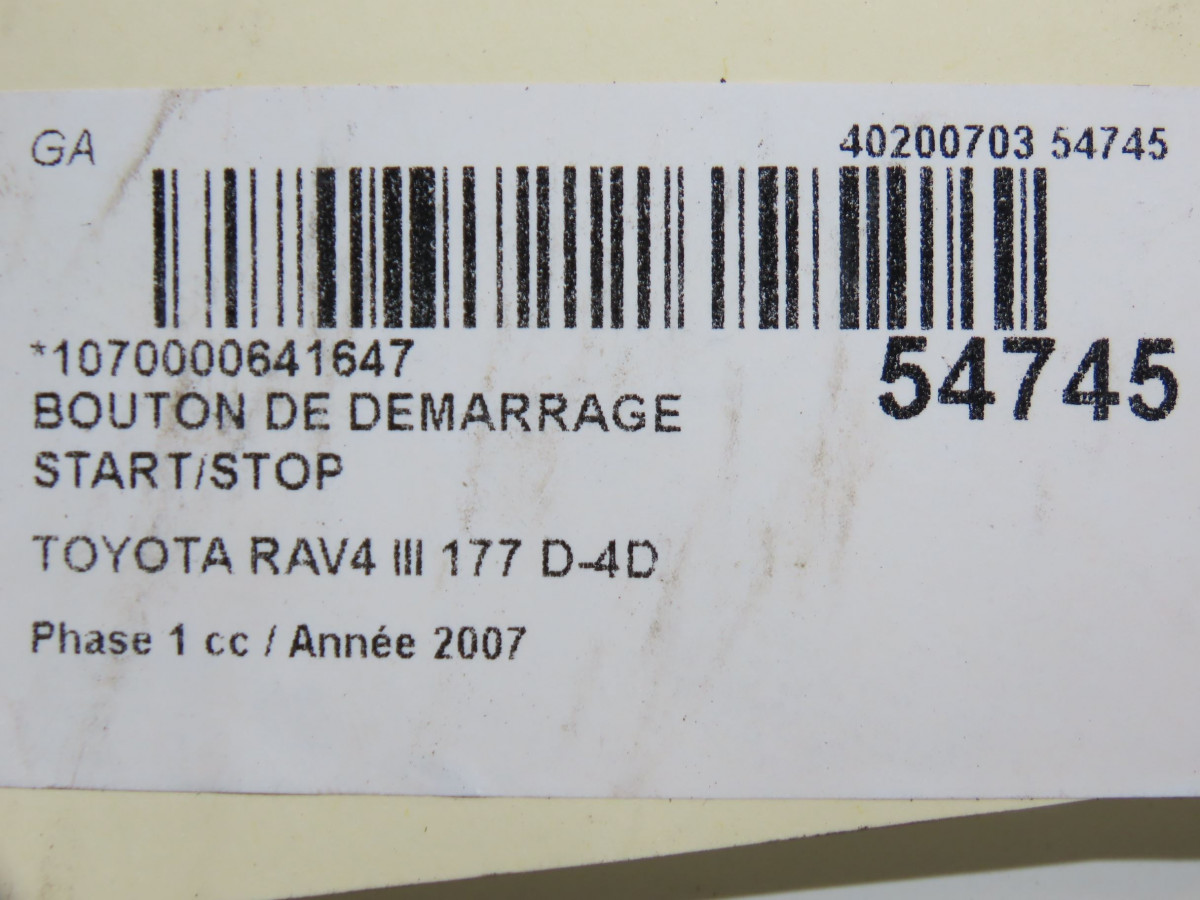 GA
40200703 54745
*1070000641647
54745
BOUTON DE DEMARRAGE
START/STOP
TOYOTA RAV4 III 177 D-4D
Phase 1 cc / Année 2007